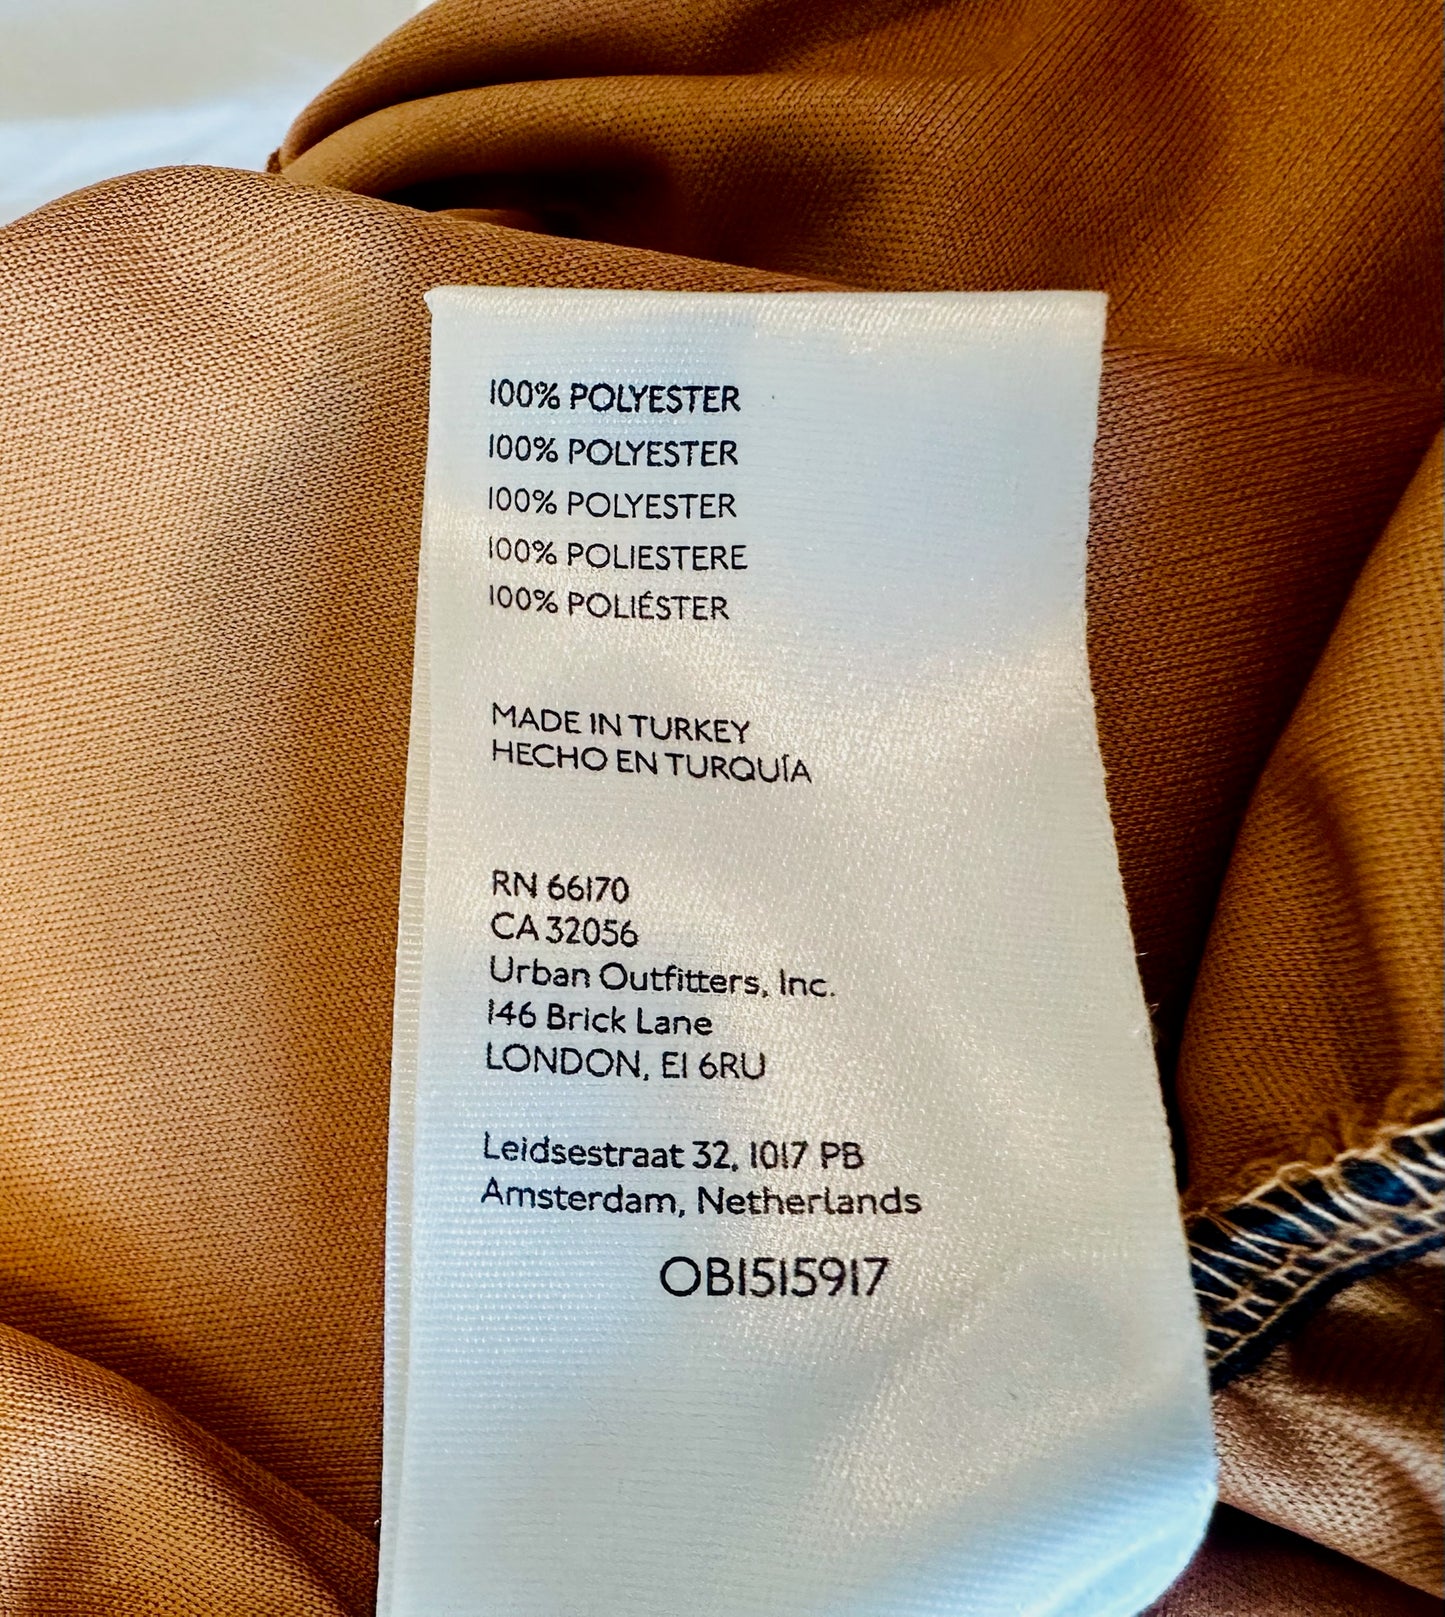 100% POLYESTER
100% POLYESTER
100% POLYESTER
100% POLIESTERE
100% POLIÉSTER
MADE IN TURKEY
HECHO EN TURQUÍA
RN 66170
CA 32056
Urban Outfitters, Inc.
146 Brick Lane
LONDON, E1 6RU
Leidsestraat 32, 1017 PB
Amsterdam, Netherlands
OB1515917